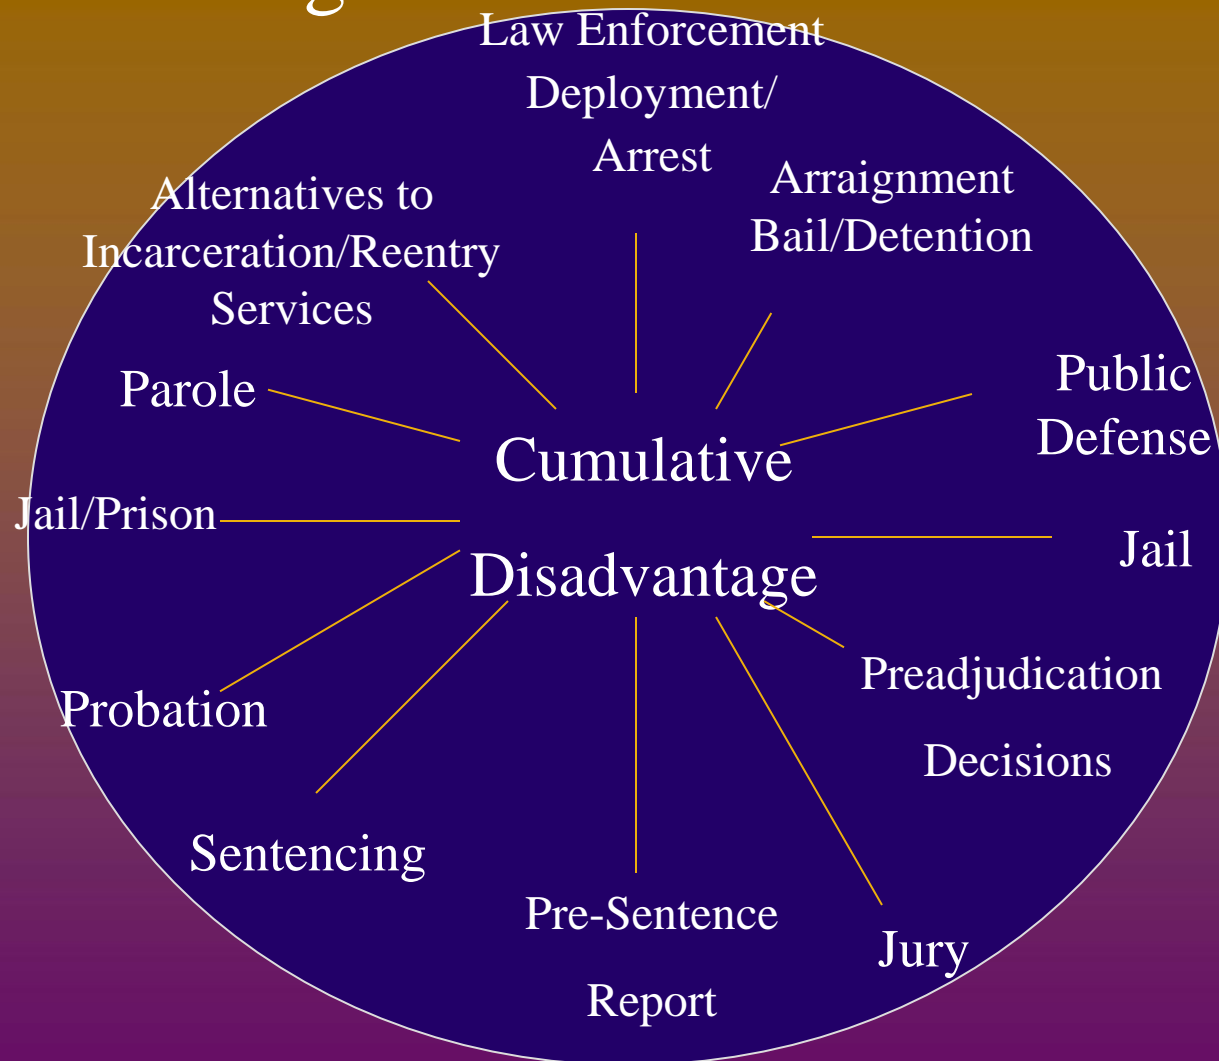 Law Enforcement
Deployment/
Arrest
Arraignment
Bail/Detention
Public
Defense
Jail
Preadjudication
Decisions
Jury
Pre-Sentence
Report
Sentencing
Probation
Jail/Prison
Parole
Alternatives to
Incarceration/Reentry
Services
Cumulative
Disadvantage